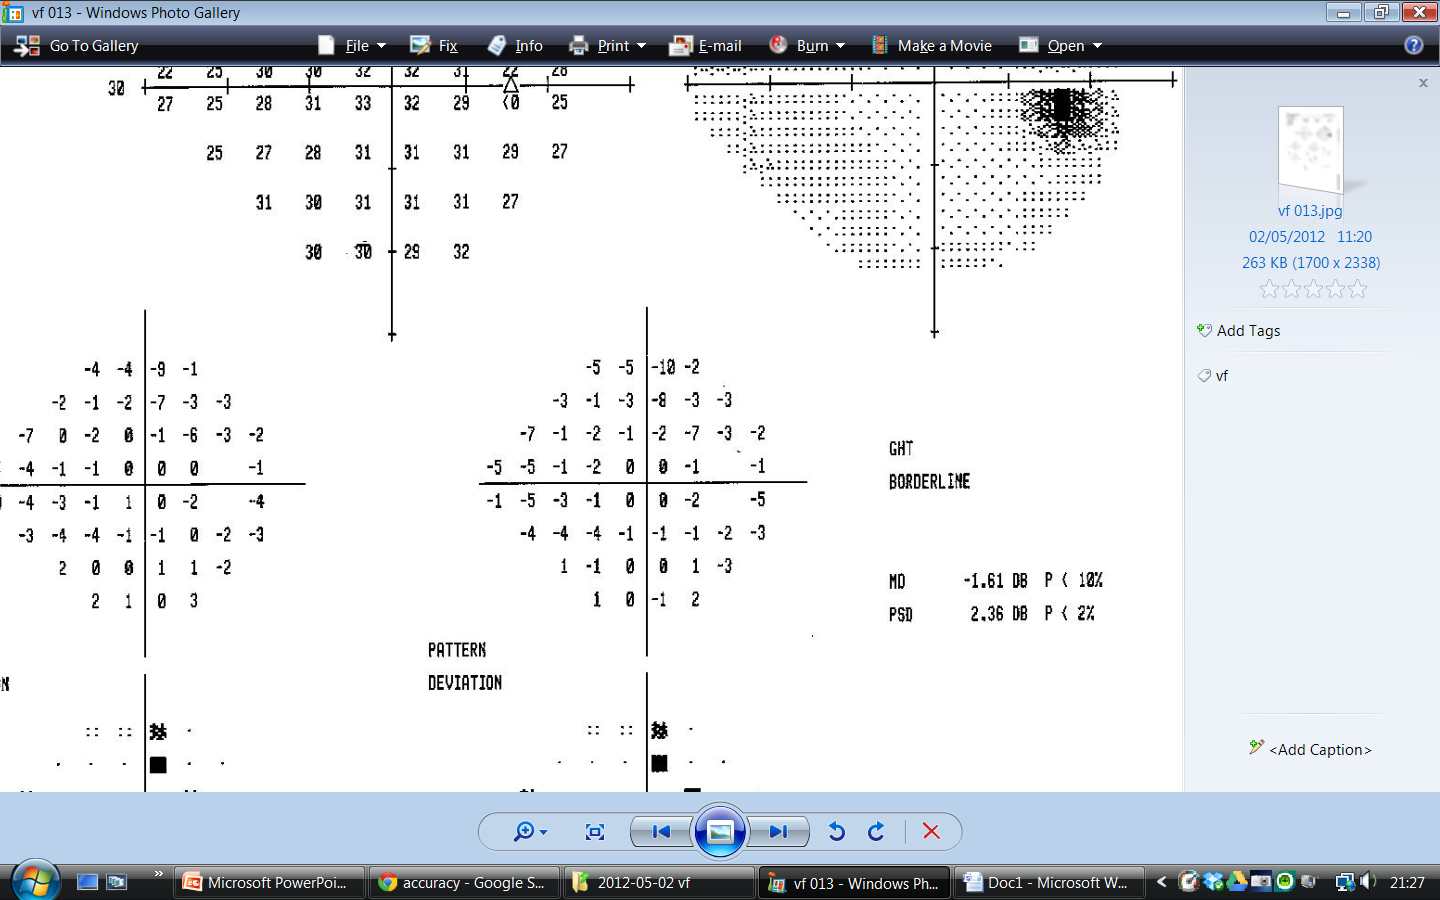 vf 013 - Windows Photo Gallery
Go To Gallery File Fix Info Print E-mail Burn Make a Movie Open
22 25 30 30 32 32 31 22 28
30
27 25 28 31 33 32 29 <0 25
25 27 28 31 31 31 29 27
31 30 31 31 31 27
30 30 29 32
-4 -4 -9 -1
-2 -1 -2 -7 -3 -3
-7 0 -2 0 -1 -6 -3 -2
-4 -1 -1 0 0 0 -1
-4 -3 -1 1 0 -2 -4
-3 -4 -4 -1 -1 0 -2 -3
2 0 0 1 1 -2
2 1 0 3
-5 -5 -10 -2
-3 -1 -3 -8 -3 -3
-7 -1 -2 -1 -2 -7 -3 -2
-5 -5 -1 -2 0 0 -1 -1
-1 -5 -3 -1 0 0 -2 -5
-4 -4 -4 -1 -1 -1 -2 -3
1 -1 0 0 1 -3
1 0 -1 2
GHT
BORDERLINE
MD -1.61 DB P < 10%
PSD 2.36 DB P < 2%
PATTERN
DEVIATION
N
vf 013.jpg
02/05/2012 11:20
263 KB (1700 x 2338)
Add Tags
vf
<Add Caption>
Microsoft PowerPoi... accuracy - Google S... 2012-05-02 vf vf 013 - Windows Ph... Doc1 - Microsoft W... 21:27